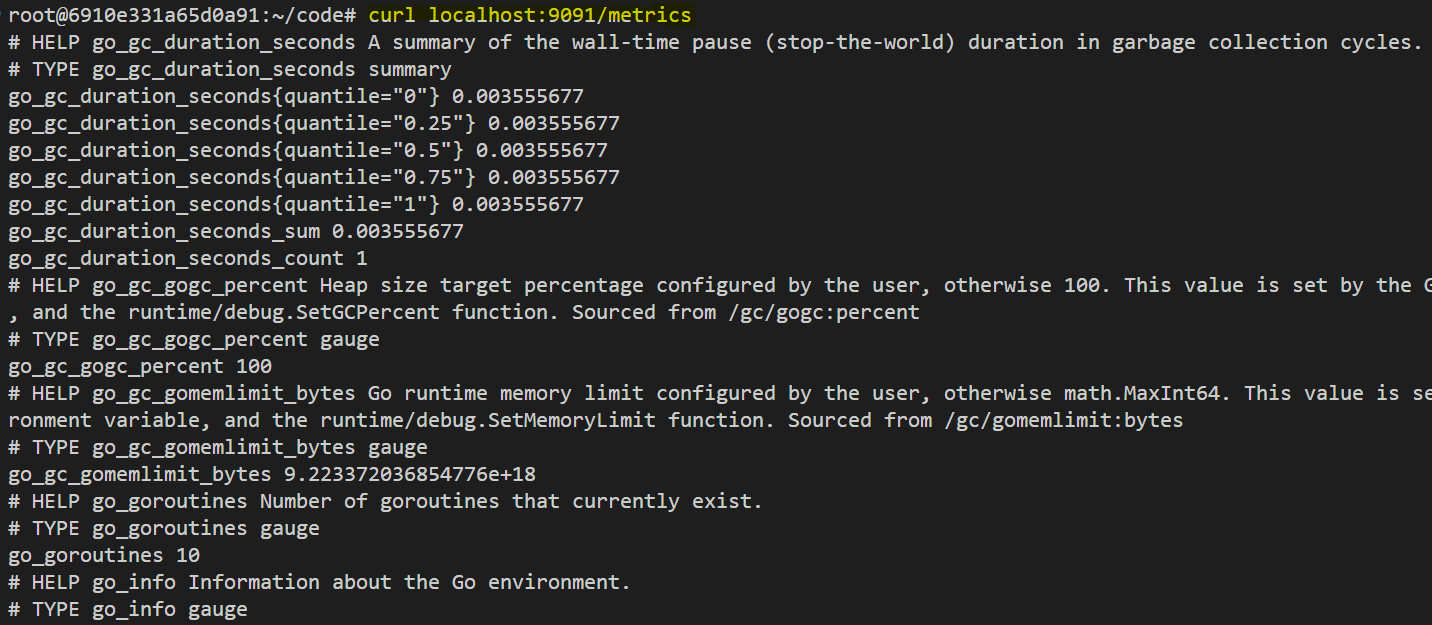 root@6910e331a65d0a91:~/code# curl localhost:9091/metrics
# HELP go_gc_duration_seconds A summary of the wall-time pause (stop-the-world) duration in garbage collection cycles.
# TYPE go_gc_duration_seconds summary
go_gc_duration_seconds{quantile="0"} 0.003555677
go_gc_duration_seconds{quantile="0.25"} 0.003555677
go_gc_duration_seconds{quantile="0.5"} 0.003555677
go_gc_duration_seconds{quantile="0.75"} 0.003555677
go_gc_duration_seconds{quantile="1"} 0.003555677
go_gc_duration_seconds_sum 0.003555677
go_gc_duration_seconds_count 1
# HELP go_gc_gogc_percent Heap size target percentage configured by the user, otherwise 100. This value is set by the G
, and the runtime/debug.SetGCPercent function. Sourced from /gc/gogc:percent
# TYPE go_gc_gogc_percent gauge
go_gc_gogc_percent 100
# HELP go_gc_gomemlimit_bytes Go runtime memory limit configured by the user, otherwise math.MaxInt64. This value is se
ronment variable, and the runtime/debug.SetMemoryLimit function. Sourced from /gc/gomemlimit:bytes
# TYPE go_gc_gomemlimit_bytes gauge
go_gc_gomemlimit_bytes 9.223372036854776e+18
# HELP go_goroutines Number of goroutines that currently exist.
# TYPE go_goroutines gauge
go_goroutines 10
# HELP go_info Information about the Go environment.
# TYPE go_info gauge